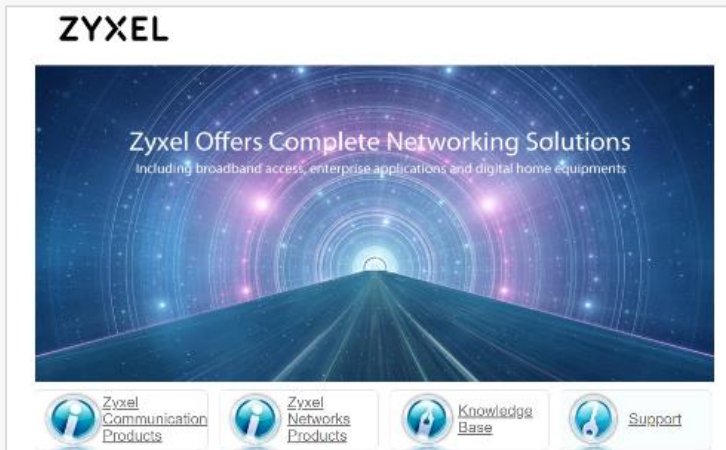 ZYXEL
Zyxel Offers Complete Networking Solutions
Including broadband access, enterprise applications and digital home equipments
Zyxel
Communication
Products
Zyxel
Networks
Products
Knowledge
Base
Support